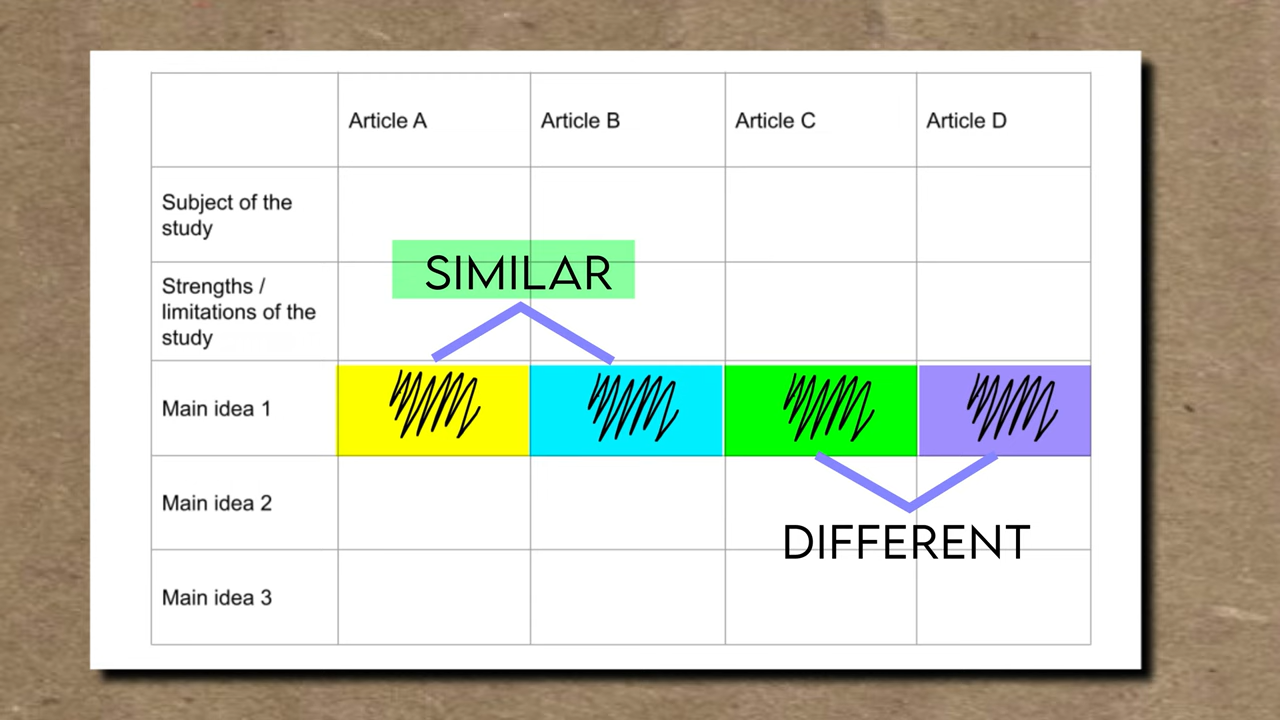 Article A
Article B
Article C
Article D
Subject of the
study
SIMILAR
Strengths /
limitations of the
study
Main idea 1
Main idea 2
DIFFERENT
Main idea 3